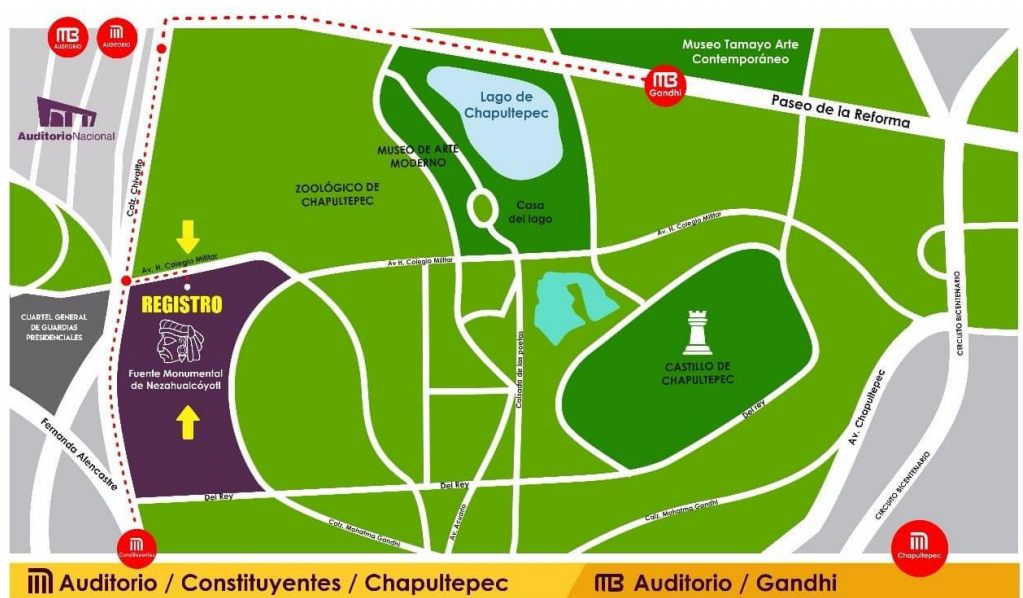 MB
AUDITORIO
AUDITORIO
AuditorioNacional
Calz. Chivatito
Museo Tamayo Arte
Contemporáneo
MB
Gandhi
Paseo de la Reforma
Lago de
Chapultepec
MUSEO DE ARTE
MODERNO
ZOOLÓGICO DE
CHAPULTEPEC
Casa
del lago
Av. H. Colegio Militar
Av H. Colegio Militar
Av. H. Colegio Militar
REGISTRO
Fuente Monumental
de Nezahualcóyotl
CUARTEL GENERAL
DE GUARDIAS
PRESIDENCIALES
Calzada de los poetas
CASTILLO DE
CHAPULTEPEC
CIRCUITO BICENTENARIO
Del rey
Av. Chapultepec
Fernanda Alencastre
Del Rey
Del Rey
Calz. Mahatma Gandhi
Av. Acuario
Calz. Mahatma Gandhi
CIRCUITO BICENTENARIO
Constituyentes
Chapultepec
Auditorio / Constituyentes / Chapultepec
MB Auditorio / Gandhi